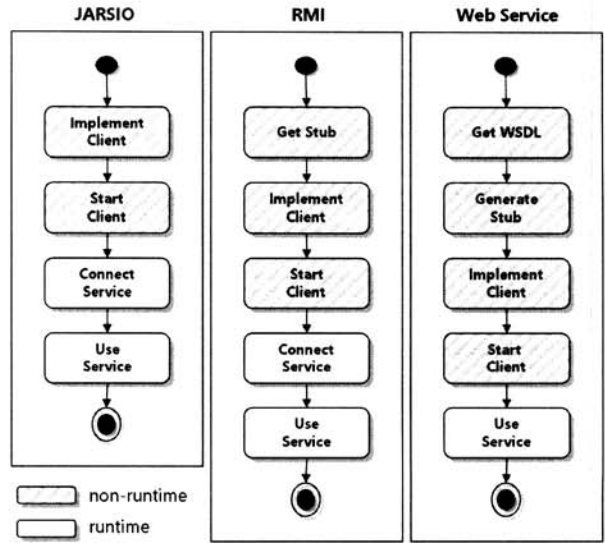 JARSIO
Implement
Client
Start
Client
Connect
Service
Use
Service
RMI
Get Stub
Implement
Client
Start
Client
Connect
Service
Use
Service
Web Service
Get WSDL
Generate
Stub
Implement
Client
Start
Client
Use
Service
non-runtime
runtime